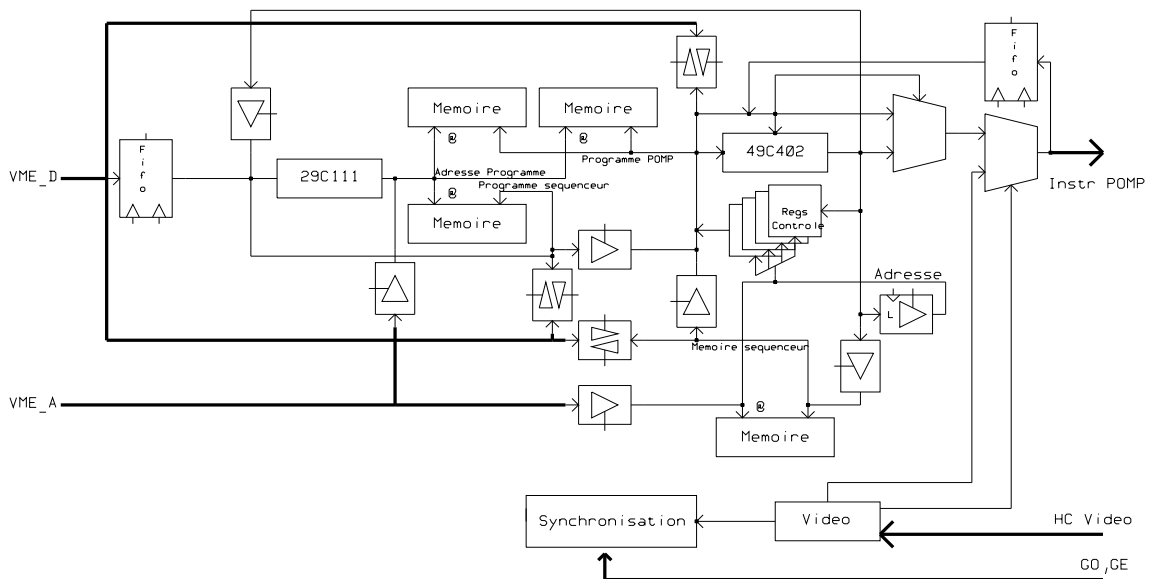 Fifo
Memoire
Memoire
@
@
Programme POMP
49C402
Fifo
VME_D
29C111
Adresse Programme
Programme sequenceur
@
Memoire
Instr POMP
Regs
Controle
Adresse
L
Memoire sequenceur
VME_A
@
Memoire
Synchronisation
Video
HC Video
GO,GE